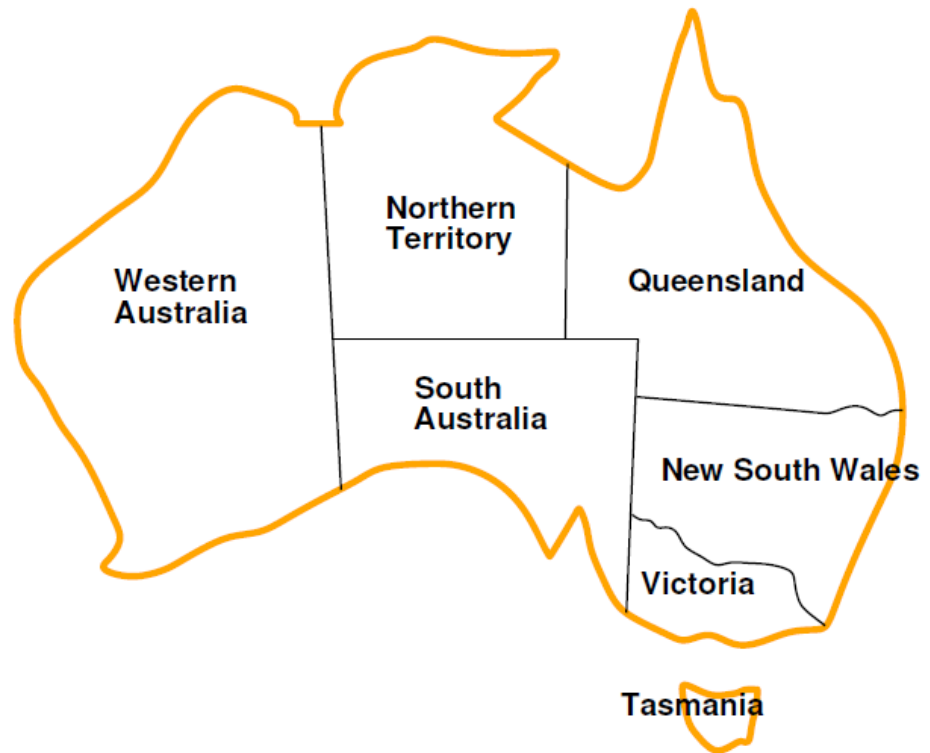 Northern
Territory
Western
Australia
Queensland
South
Australia
New South Wales
Victoria
Tasmania